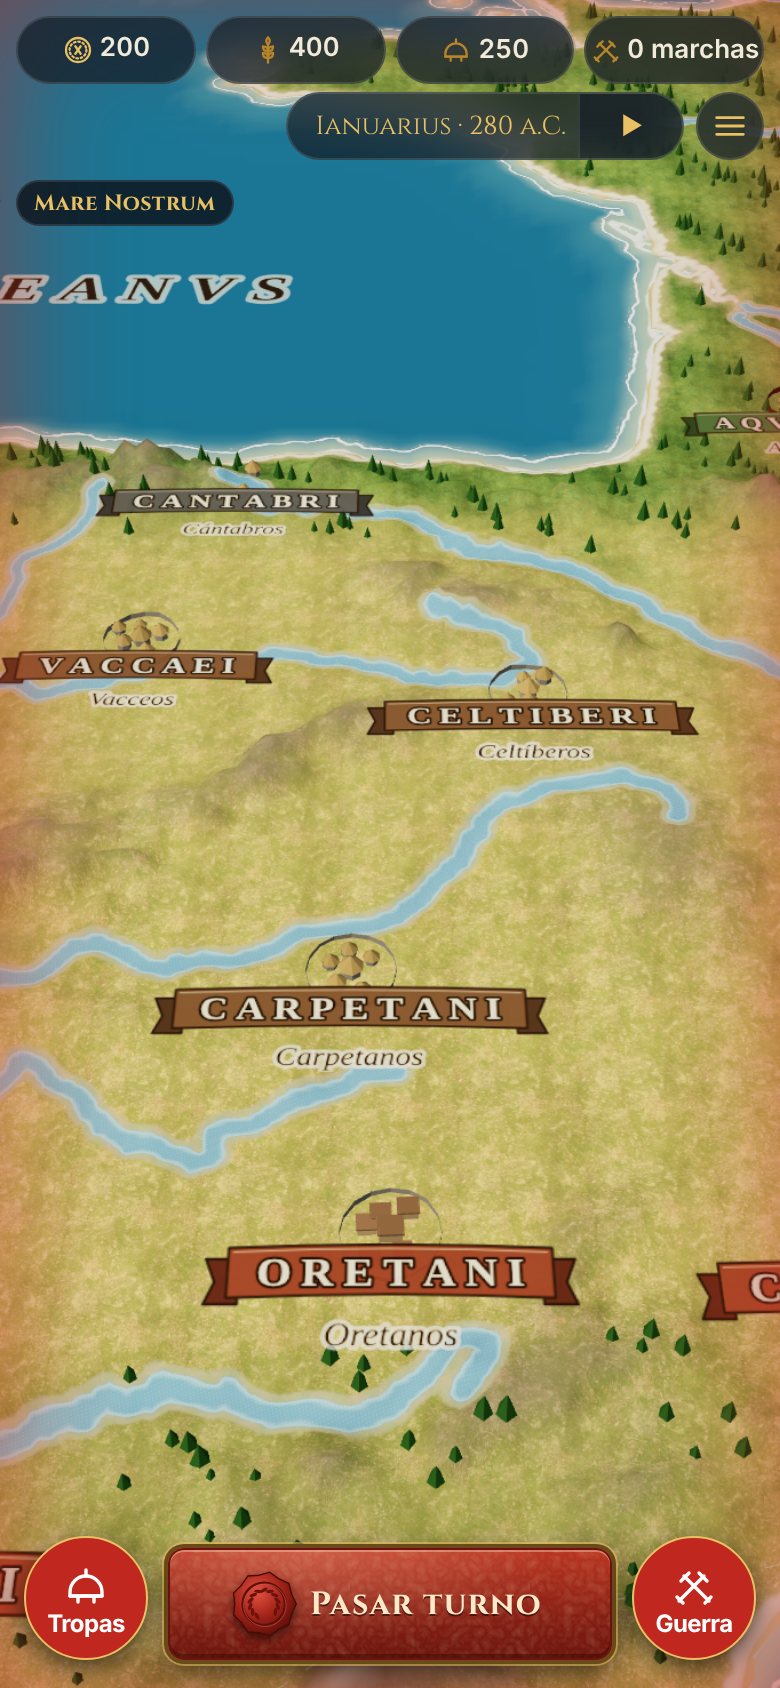 200
400
250
0 marchas
Ianuarius · 280 a.C.
Mare Nostrum
EANVS
AQV
CANTABRI
Cántabros
VACCAEI
Vacceos
CELTIBERI
Celtíberos
CARPETANI
Carpetanos
ORETANI
Oretanos
C
I
Tropas
Pasar turno
Guerra